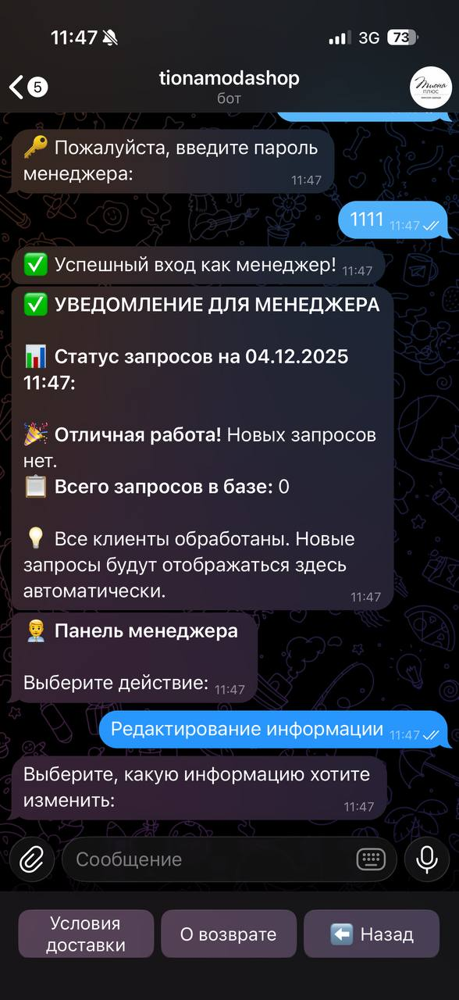 11:47
3G
73
5
tionamodashop
бот
Тиона
ПЛЮС
🔑 Пожалуйста, введите пароль
менеджера:
11:47
1111
11:47
✅ Успешный вход как менеджер!
11:47
✅ УВЕДОМЛЕНИЕ ДЛЯ МЕНЕДЖЕРА
📊 Статус запросов на 04.12.2025
11:47:
🎉 Отличная работа! Новых запросов
нет.
📋 Всего запросов в базе: 0
💡 Все клиенты обработаны. Новые
запросы будут отображаться здесь
автоматически.
11:47
👨‍💼 Панель менеджера
Выберите действие:
11:47
Редактирование информации
11:47
Выберите, какую информацию хотите
изменить:
11:47
Сообщение
Условия
доставки
О возврате
⬅️ Назад